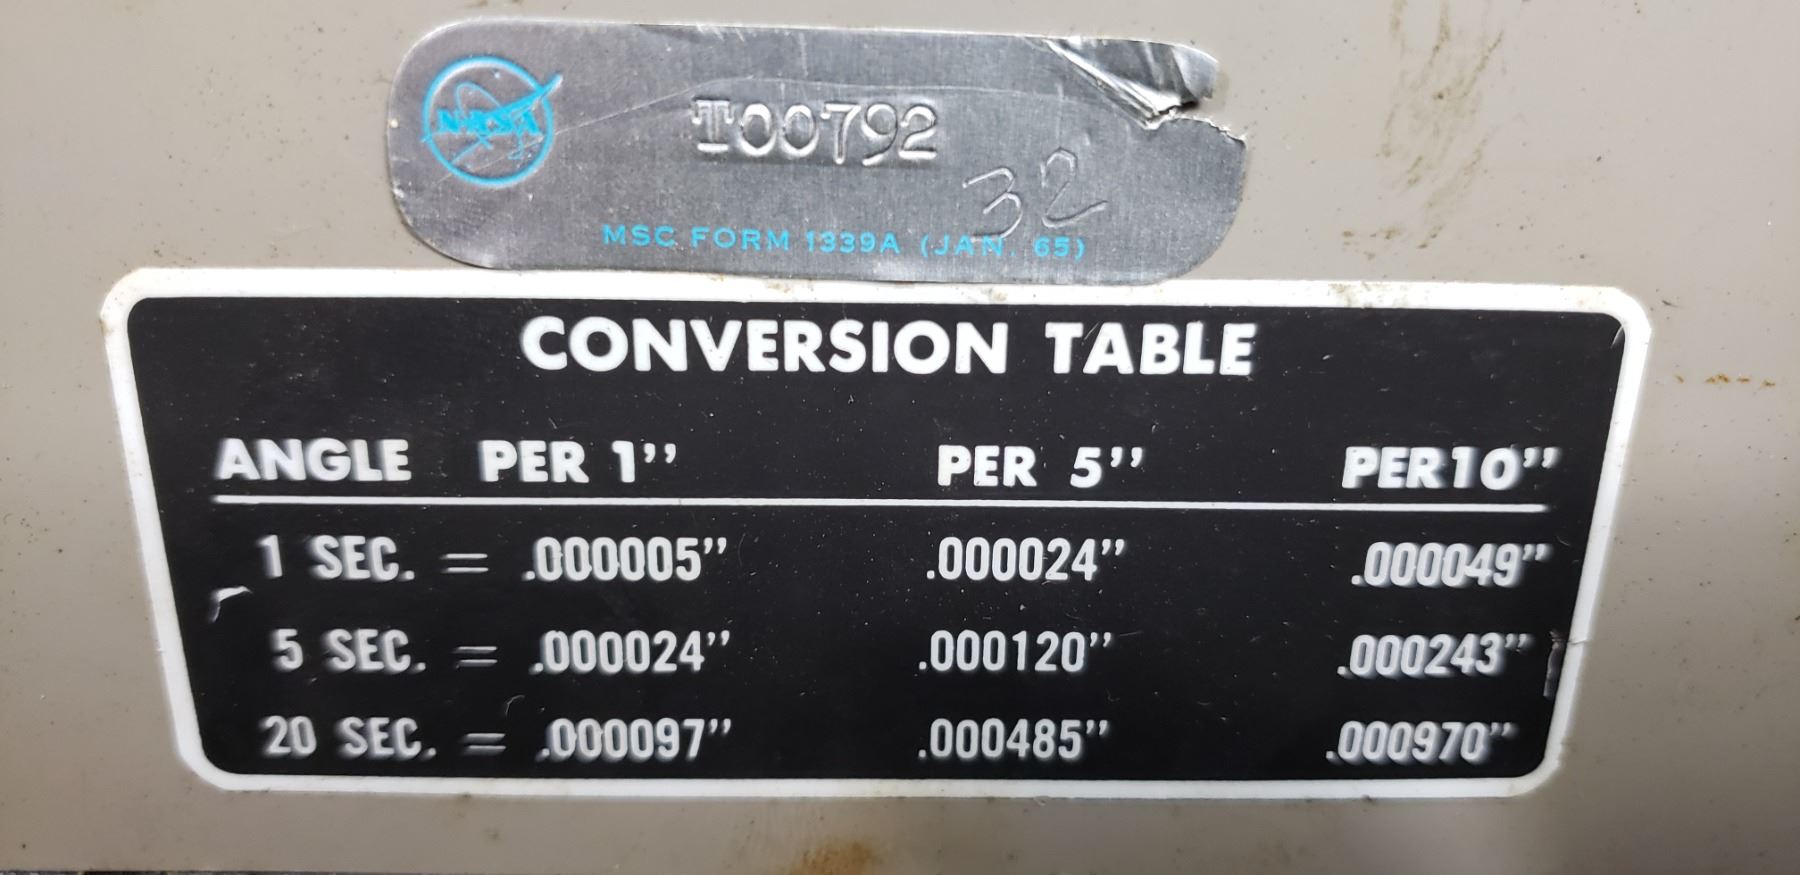 NASA
T00792
32
MSC FORM 1339A (JAN. 65)
CONVERSION TABLE
ANGLE PER 1" PER 5" PER10"
1 SEC. = .000005" .000024" .000049"
5 SEC. = .000024" .000120" .000243"
20 SEC. = .000097" .000485" .000970"